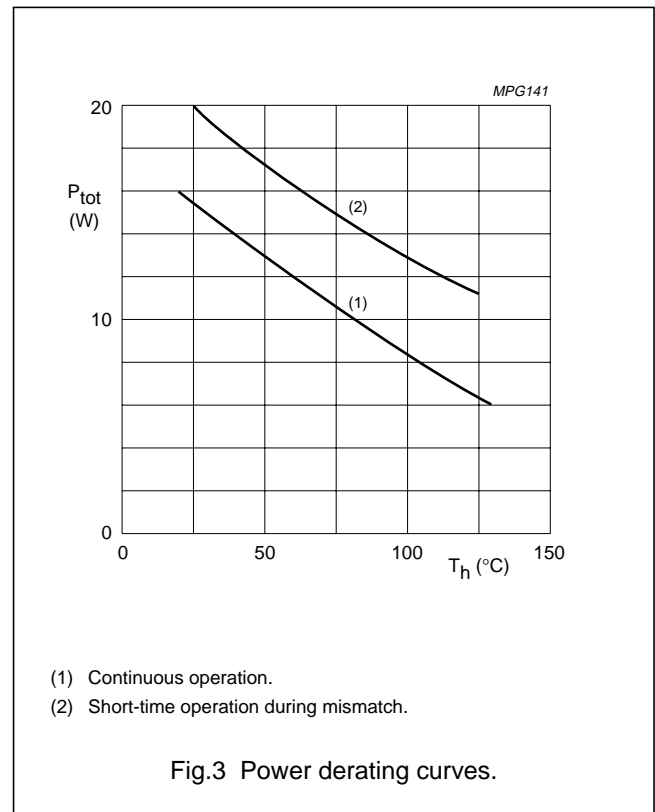 MPG141
20
P_tot
(W)
(2)
(1)
10
0
0 50 100 150
T_h (°C)
(1) Continuous operation.
(2) Short-time operation during mismatch.
Fig.3 Power derating curves.